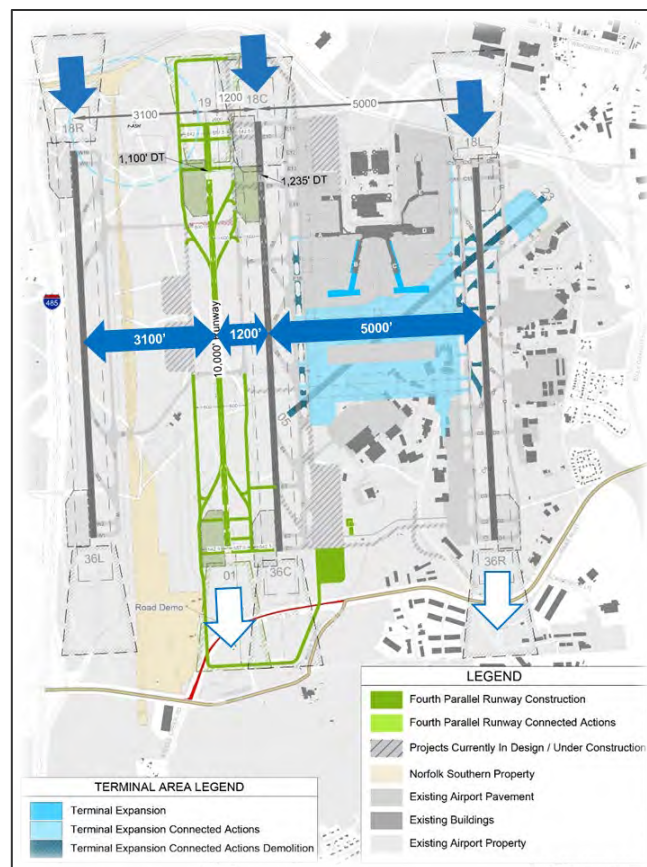 3100
19
1200
18C
5000
18R
18L
1,100' DT
1,235' DT
23
485
3100'
1200'
5000'
10,000' Runway
05
36L
01
36C
36R
Road Demo
LEGEND
Fourth Parallel Runway Construction
Fourth Parallel Runway Connected Actions
Projects Currently In Design / Under Construction
Norfolk Southern Property
Existing Airport Pavement
Existing Buildings
Existing Airport Property
TERMINAL AREA LEGEND
Terminal Expansion
Terminal Expansion Connected Actions
Terminal Expansion Connected Actions Demolition